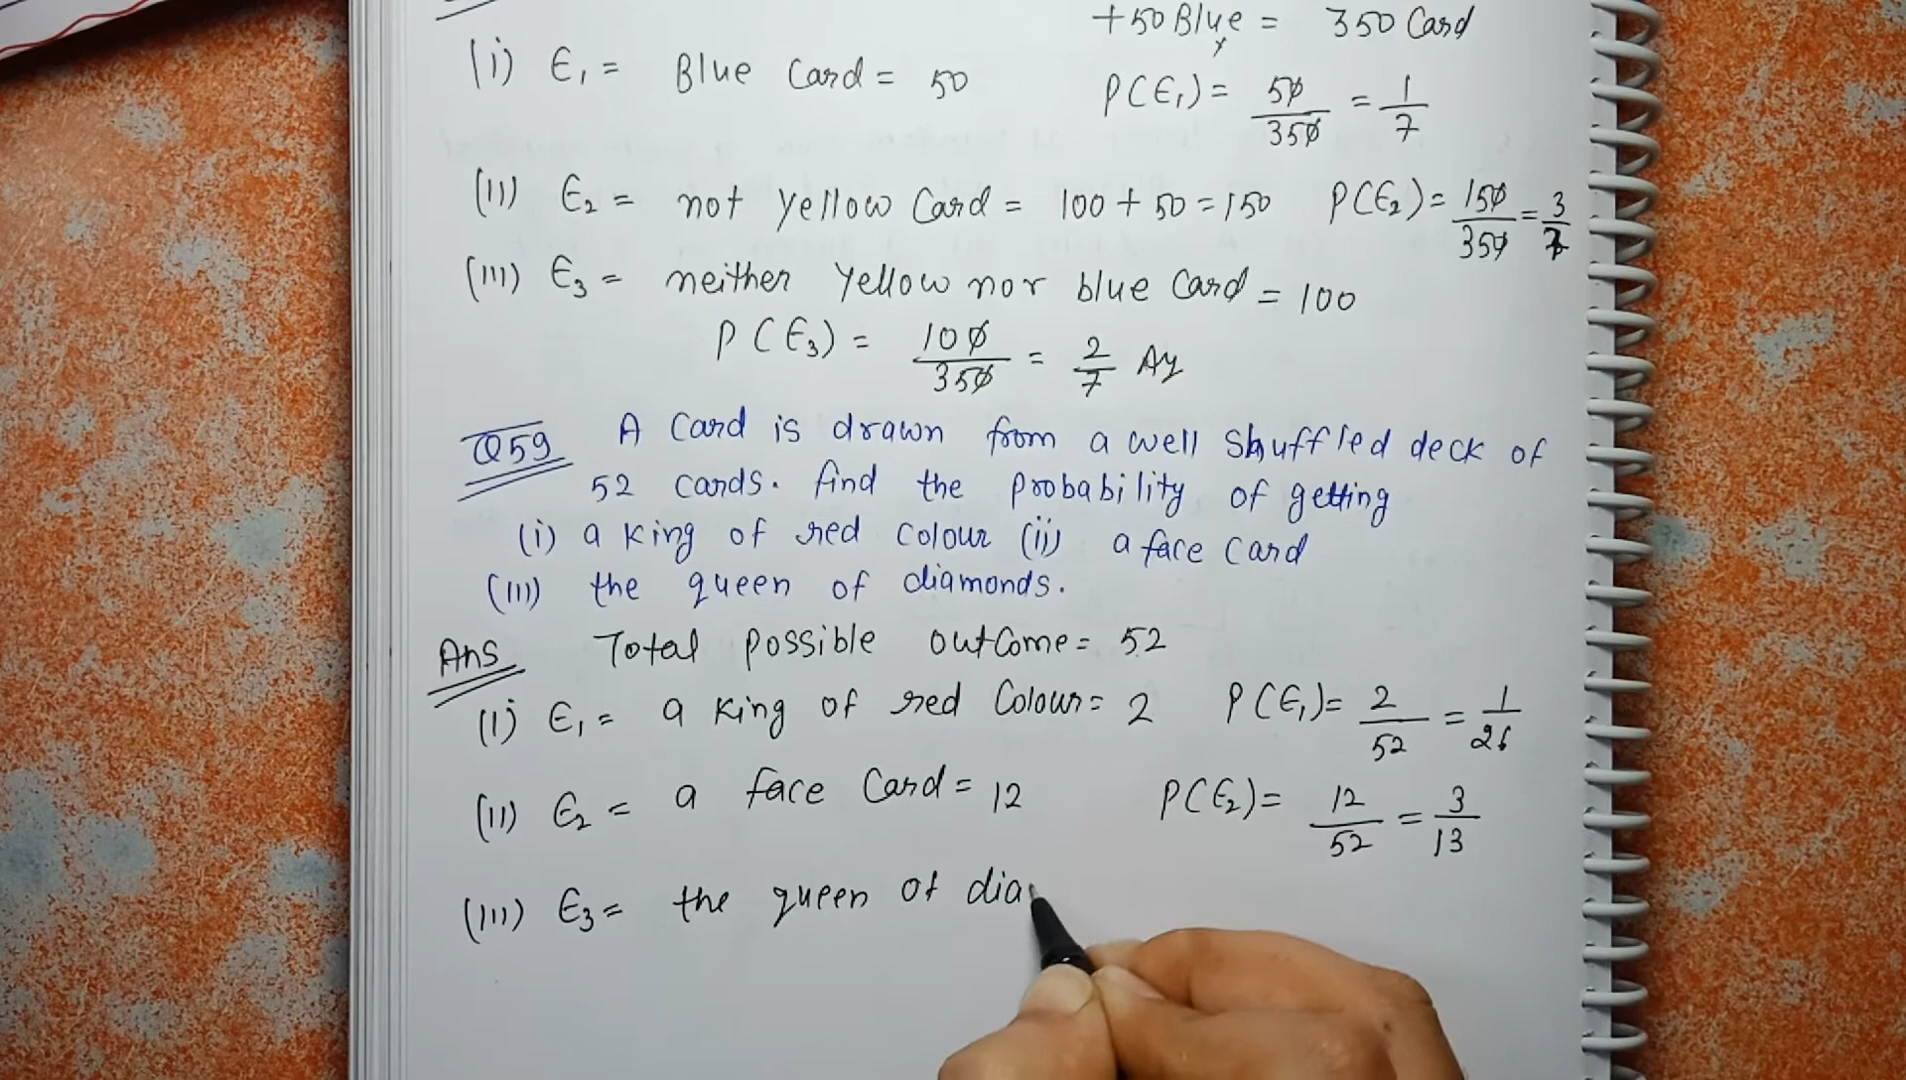 +50 Blue = 350 Card
(i) E₁ = Blue Card = 50 P(E₁) = 50/350 = 1/7
(ii) E₂ = not yellow Card = 100 + 50 = 150 P(E₂) = 150/350 = 3/7
(iii) E₃ = neither yellow nor blue Card = 100
P(E₃) = 100/350 = 2/7
Q59 A Card is drawn from a well Shuffled deck of
52 cards. find the probability of getting
(i) a king of red colour (ii) a face Card
(iii) the queen of diamonds.
Ans Total possible outCome = 52
(i) E₁ = a King of red Colour = 2 P(E₁) = 2/52 = 1/26
(ii) E₂ = a face Card = 12 P(E₂) = 12/52 = 3/13
(iii) E₃ = the queen of dia